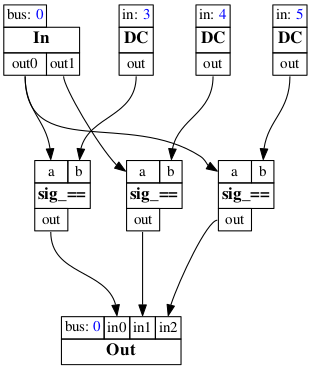 bus: 0 in: 3 in: 4 in: 5
In DC DC DC
out0 out1 out out out
a b a b a b
sig_== sig_== sig_==
out out out
bus: 0 in0 in1 in2
Out